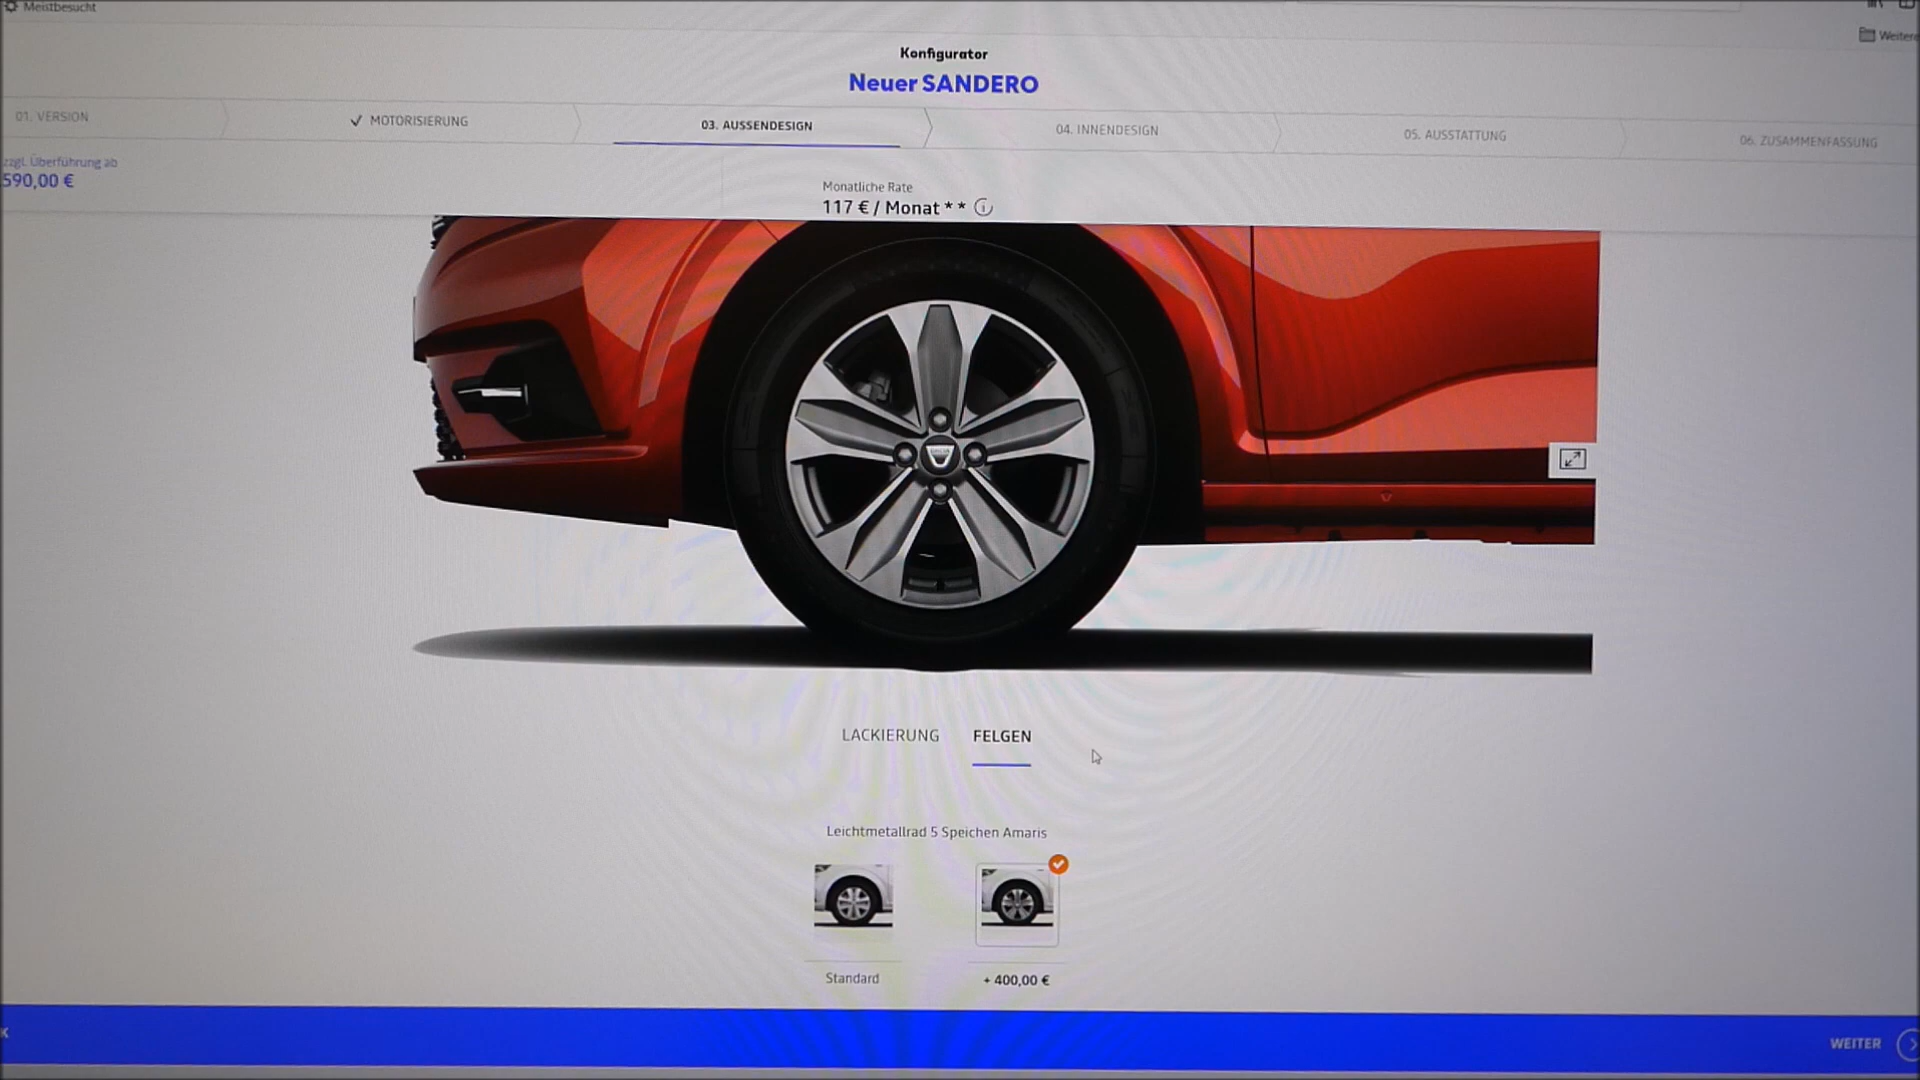 Meistbesucht
Weitere
Konfigurator
Neuer SANDERO
01. VERSION
MOTORISIERUNG
03. AUSSENDESIGN
04. INNENDESIGN
05. AUSSTATTUNG
06. ZUSAMMENFASSUNG
zzgl. Überführung ab
590,00 €
Monatliche Rate
117 € / Monat * *
LACKIERUNG FELGEN
Leichtmetallrad 5 Speichen Amaris
Standard
+ 400,00 €
K
WEITER